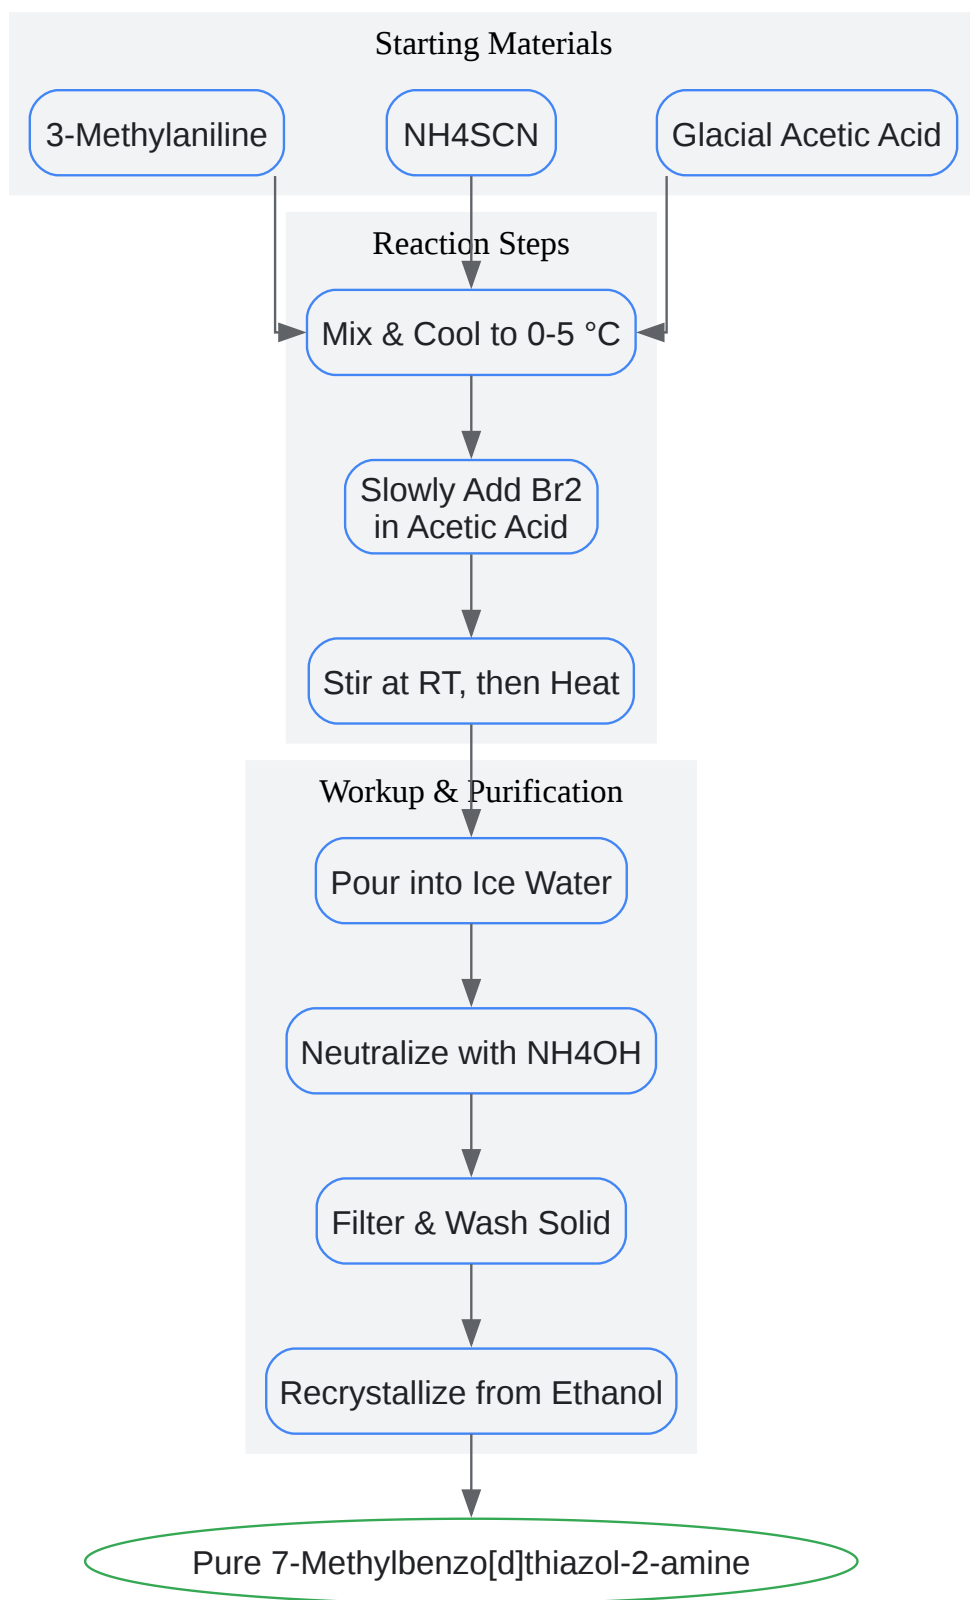 Starting Materials
3-Methylaniline
NH4SCN
Glacial Acetic Acid
Reaction Steps
Mix & Cool to 0-5 °C
Slowly Add Br2
in Acetic Acid
Stir at RT, then Heat
Workup & Purification
Pour into Ice Water
Neutralize with NH4OH
Filter & Wash Solid
Recrystallize from Ethanol
Pure 7-Methylbenzo[d]thiazol-2-amine